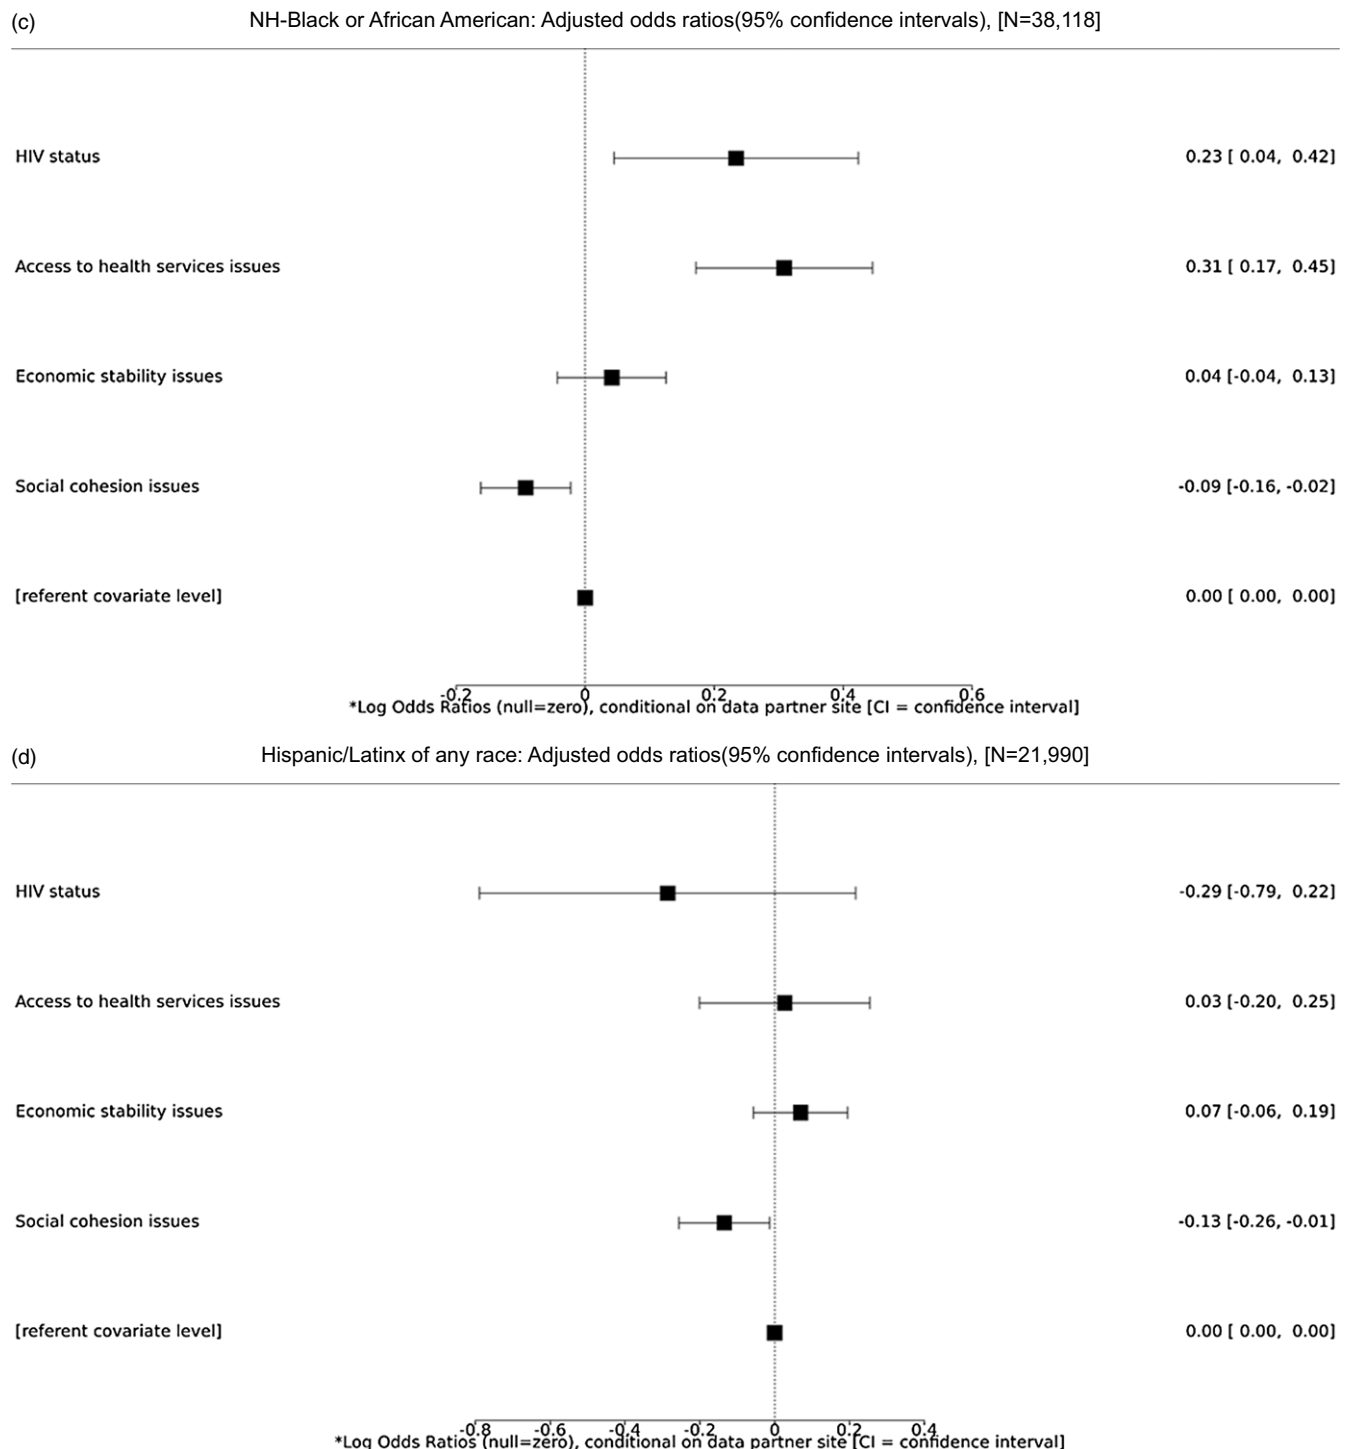 (c) NH-Black or African American: Adjusted odds ratios(95% confidence intervals), [N=38,118]
HIV status 0.23 [ 0.04, 0.42]
Access to health services issues 0.31 [ 0.17, 0.45]
Economic stability issues 0.04 [-0.04, 0.13]
Social cohesion issues -0.09 [-0.16, -0.02]
[referent covariate level] 0.00 [ 0.00, 0.00]
-0.2 0 0.2 0.4 0.6
*Log Odds Ratios (null=zero), conditional on data partner site [CI = confidence interval]
(d) Hispanic/Latinx of any race: Adjusted odds ratios(95% confidence intervals), [N=21,990]
HIV status -0.29 [-0.79, 0.22]
Access to health services issues 0.03 [-0.20, 0.25]
Economic stability issues 0.07 [-0.06, 0.19]
Social cohesion issues -0.13 [-0.26, -0.01]
[referent covariate level] 0.00 [ 0.00, 0.00]
-0.8 -0.6 -0.4 -0.2 0 0.2 0.4
*Log Odds Ratios (null=zero), conditional on data partner site [CI = confidence interval]